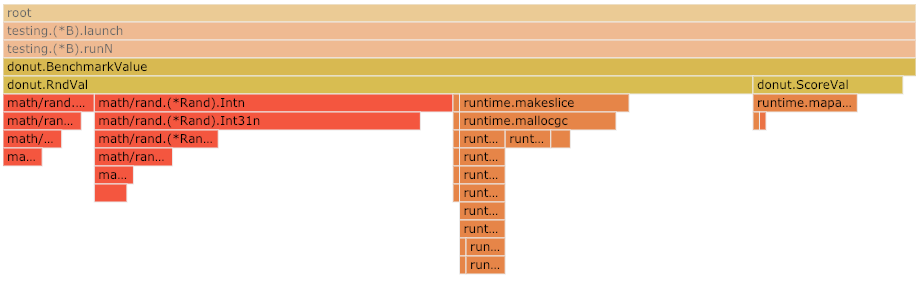 root
testing.(*B).launch
testing.(*B).runN
donut.BenchmarkValue
donut.RndVal donut.ScoreVal
math/rand.... math/rand.(*Rand).Intn runtime.makeslice runtime.mapa...
math/ran... math/rand.(*Rand).Int31n runtime.mallocgc
math/... math/rand.(*Ran... runt... runt...
ma... math/ran... runt...
ma... runt...
runt...
runt...
runt...
run...
run...